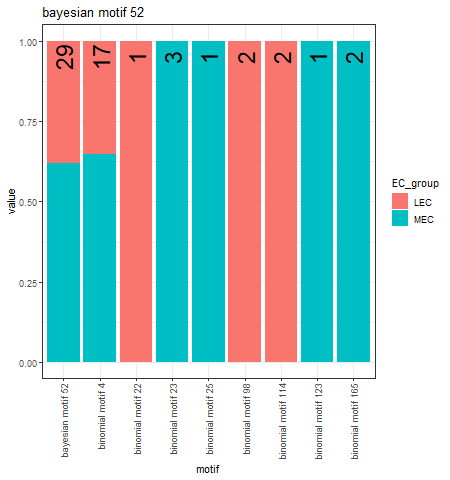 bayesian motif 52
29
17
1
3
1
2
2
1
2
1.00
0.75
0.50
0.25
0.00
value
bayesian motif 52
binomial motif 4
binomial motif 22
binomial motif 23
binomial motif 25
binomial motif 98
binomial motif 114
binomial motif 123
binomial motif 165
motif
EC_group
LEC
MEC